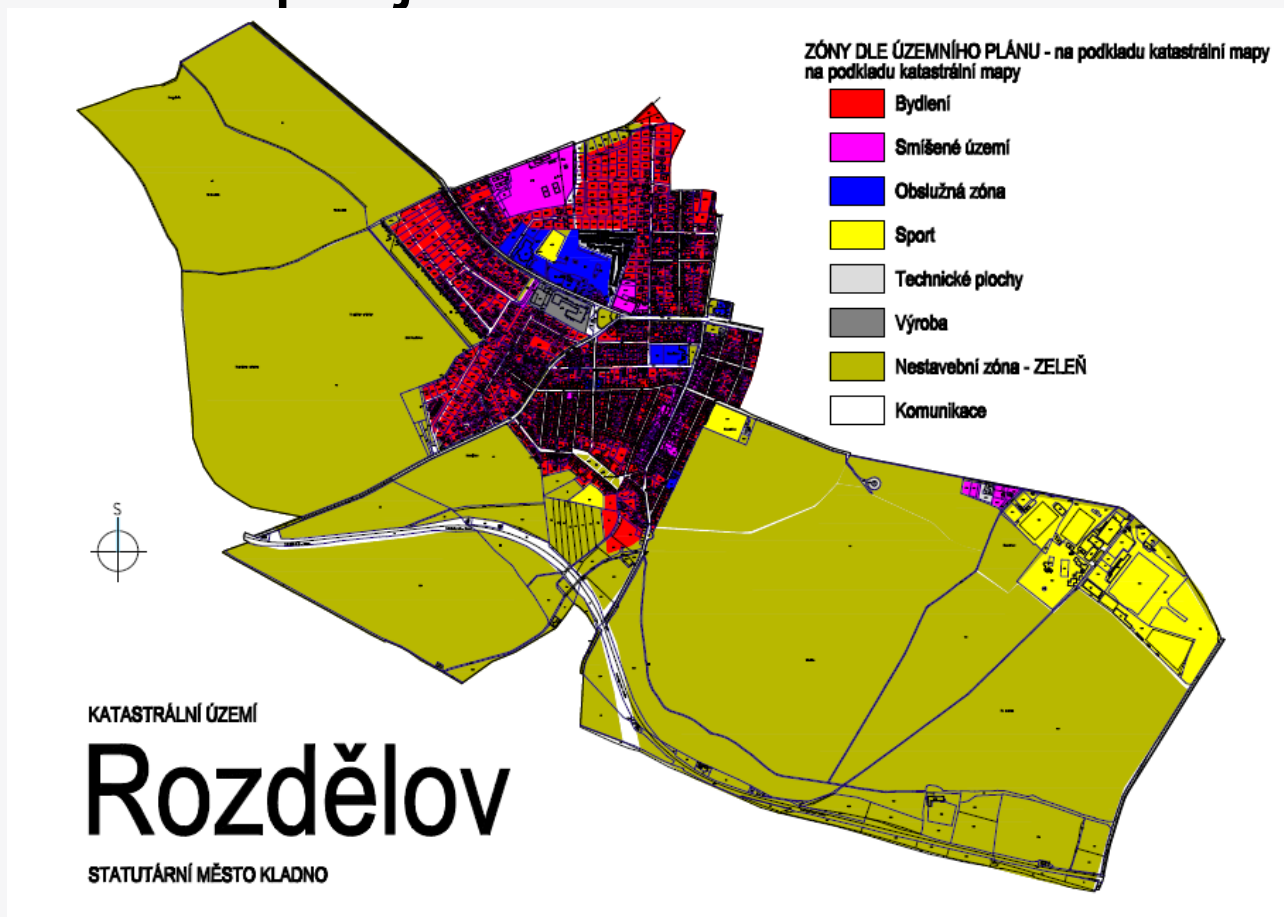 ZÓNY DLE ÚZEMNÍHO PLÁNU - na podkladu katastrální mapy
na podkladu katastrální mapy
Bydlení
Smíšené území
Obslužná zóna
Sport
Technické plochy
Výroba
Nestavební zóna - ZELEŇ
Komunikace
S
KATASTRÁLNÍ ÚZEMÍ
Rozdělov
STATUTÁRNÍ MĚSTO KLADNO